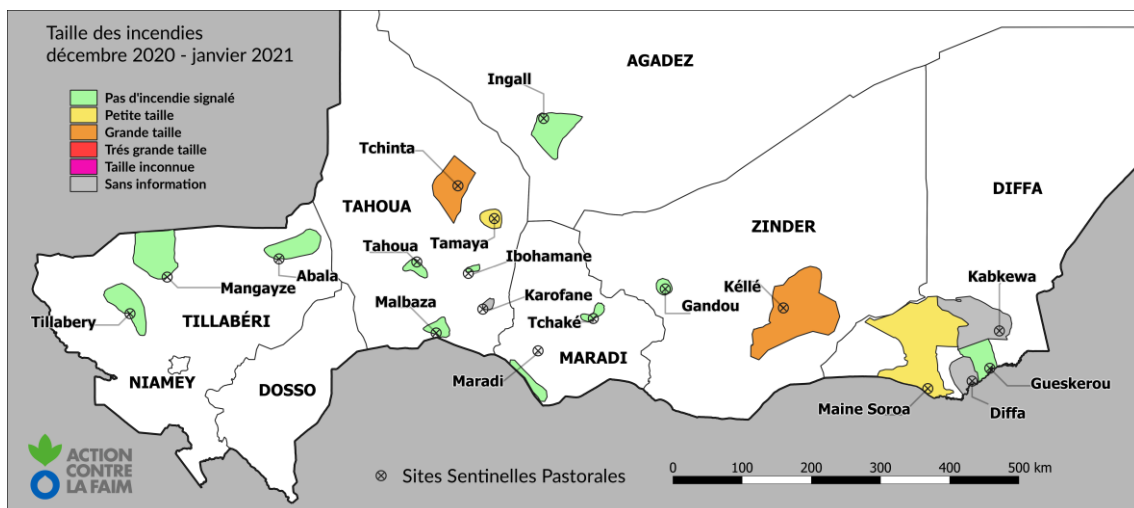 Taille des incendies
décembre 2020 - janvier 2021
Pas d'incendie signalé
Petite taille
Grande taille
Trés grande taille
Taille inconnue
Sans information
AGADEZ
Ingall
Tchinta
DIFFA
TAHOUA
ZINDER
Tamaya
Tahoua
Ibohamane
Abala
Mangayze
Kabkewa
Kéllé
Karofane
Gandou
Malbaza
Tchaké
Tillabery
TILLABÉRI
MARADI
Maradi
NIAMEY
DOSSO
Gueskerou
Maine Soroa
Diffa
ACTION
CONTRE
LA FAIM
Sites Sentinelles Pastorales
0 100 200 300 400 500 km